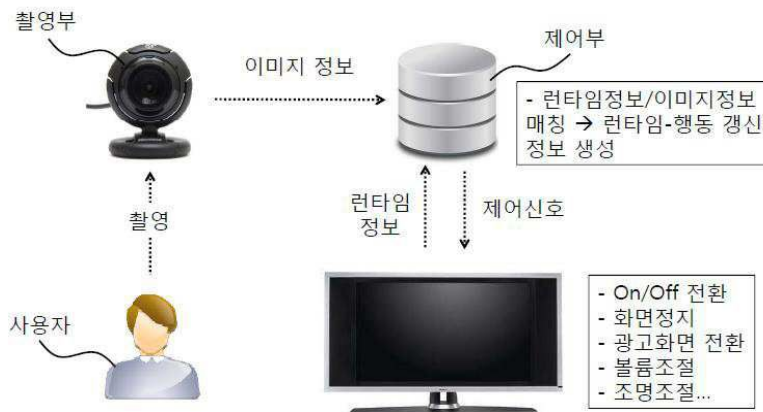 촬영부
이미지 정보
제어부
- 런타임정보/이미지정보
매칭 → 런타임-행동 갱신
정보 생성
촬영
런타임
정보
제어신호
사용자
- On/Off 전환
- 화면정지
- 광고화면 전환
- 볼륨조절
- 조명조절...